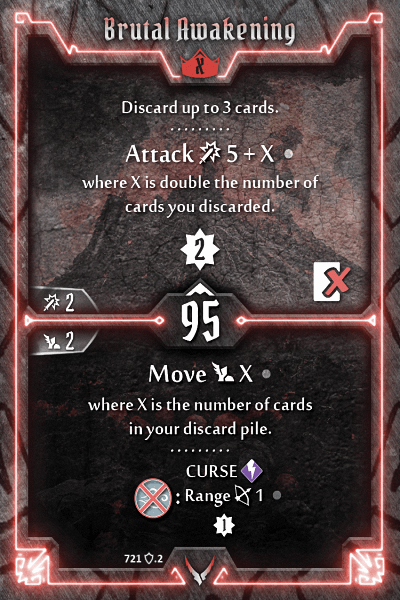 Brutal Awakening
X
Discard up to 3 cards.
Attack 5 + X
where X is double the number of
cards you discarded.
2
2
95
2
Move X
where X is the number of cards
in your discard pile.
CURSE
: Range 1
1
721 .2